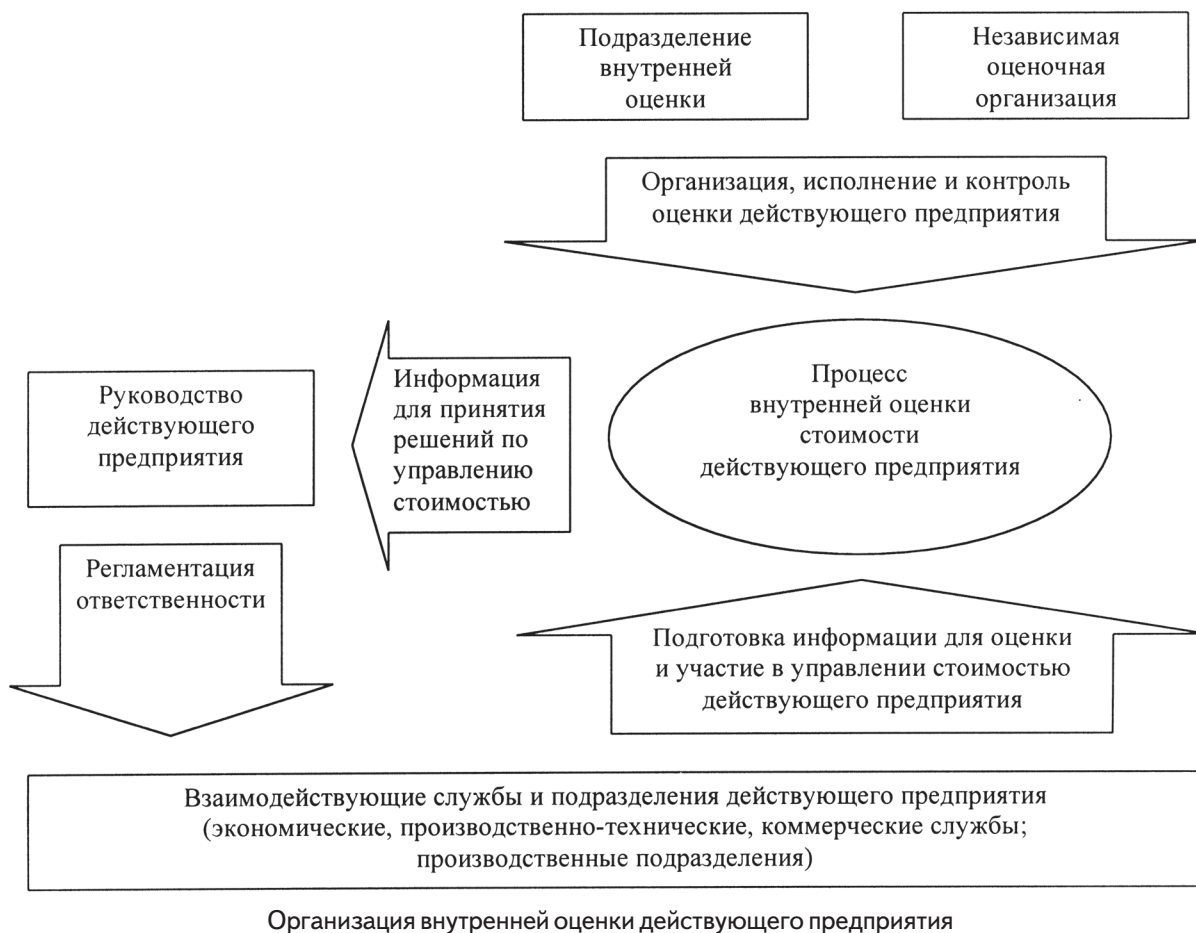 Подразделение
внутренней
оценки
Независимая
оценочная
организация
Организация, исполнение и контроль
оценки действующего предприятия
Процесс
внутренней оценки
стоимости
действующего предприятия
Информация
для принятия
решений по
управлению
стоимостью
Руководство
действующего
предприятия
Регламентация
ответственности
Подготовка информации для оценки
и участие в управлении стоимостью
действующего предприятия
Взаимодействующие службы и подразделения действующего предприятия
(экономические, производственно-технические, коммерческие службы;
производственные подразделения)
Организация внутренней оценки действующего предприятия